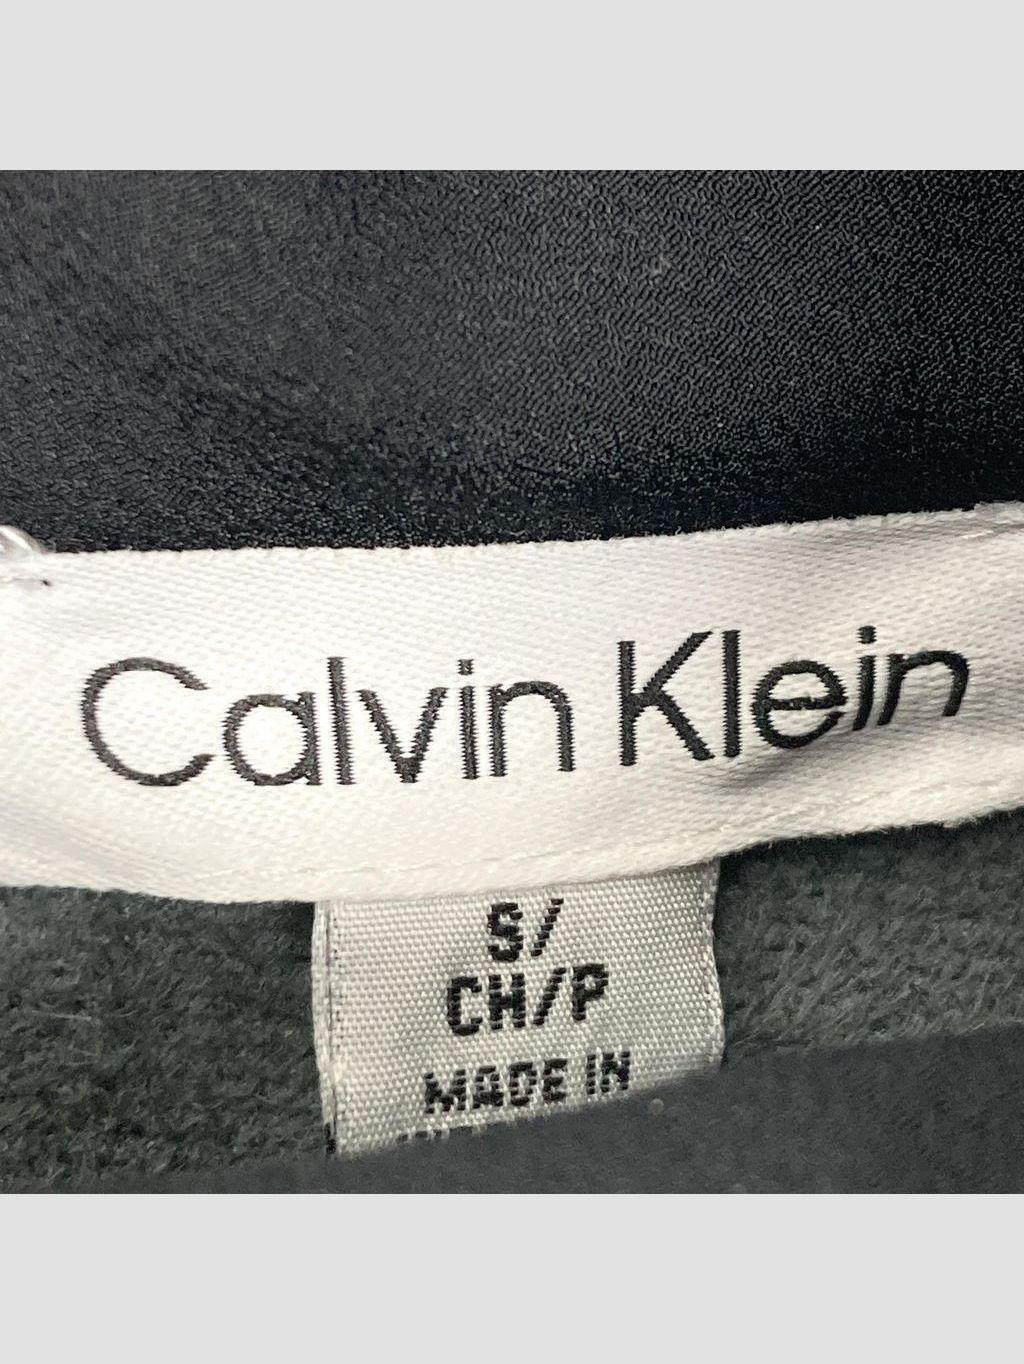 Calvin Klein
S/
CH/P
MADE IN